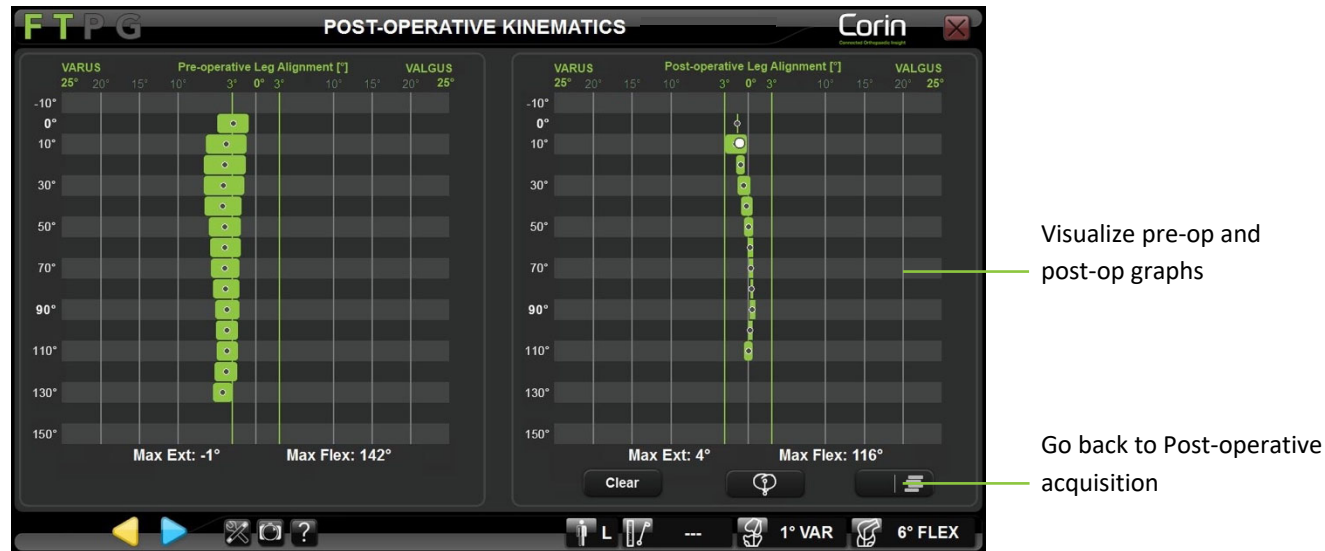 FTPG
POST-OPERATIVE KINEMATICS
Corin
Connected Orthopaedic Insight
VARUS Pre-operative Leg Alignment [°] VALGUS
25° 20° 15° 10° 3° 0° 3° 10° 15° 20° 25°
-10°
0°
10°
30°
50°
70°
90°
110°
130°
150°
Max Ext: -1° Max Flex: 142°
VARUS Post-operative Leg Alignment [°] VALGUS
25° 20° 15° 10° 3° 0° 3° 10° 15° 20° 25°
-10°
0°
10°
30°
50°
70°
90°
110°
130°
150°
Max Ext: 4° Max Flex: 116°
Clear
Visualize pre-op and
post-op graphs
Go back to Post-operative
acquisition
?
L --- 1° VAR 6° FLEX